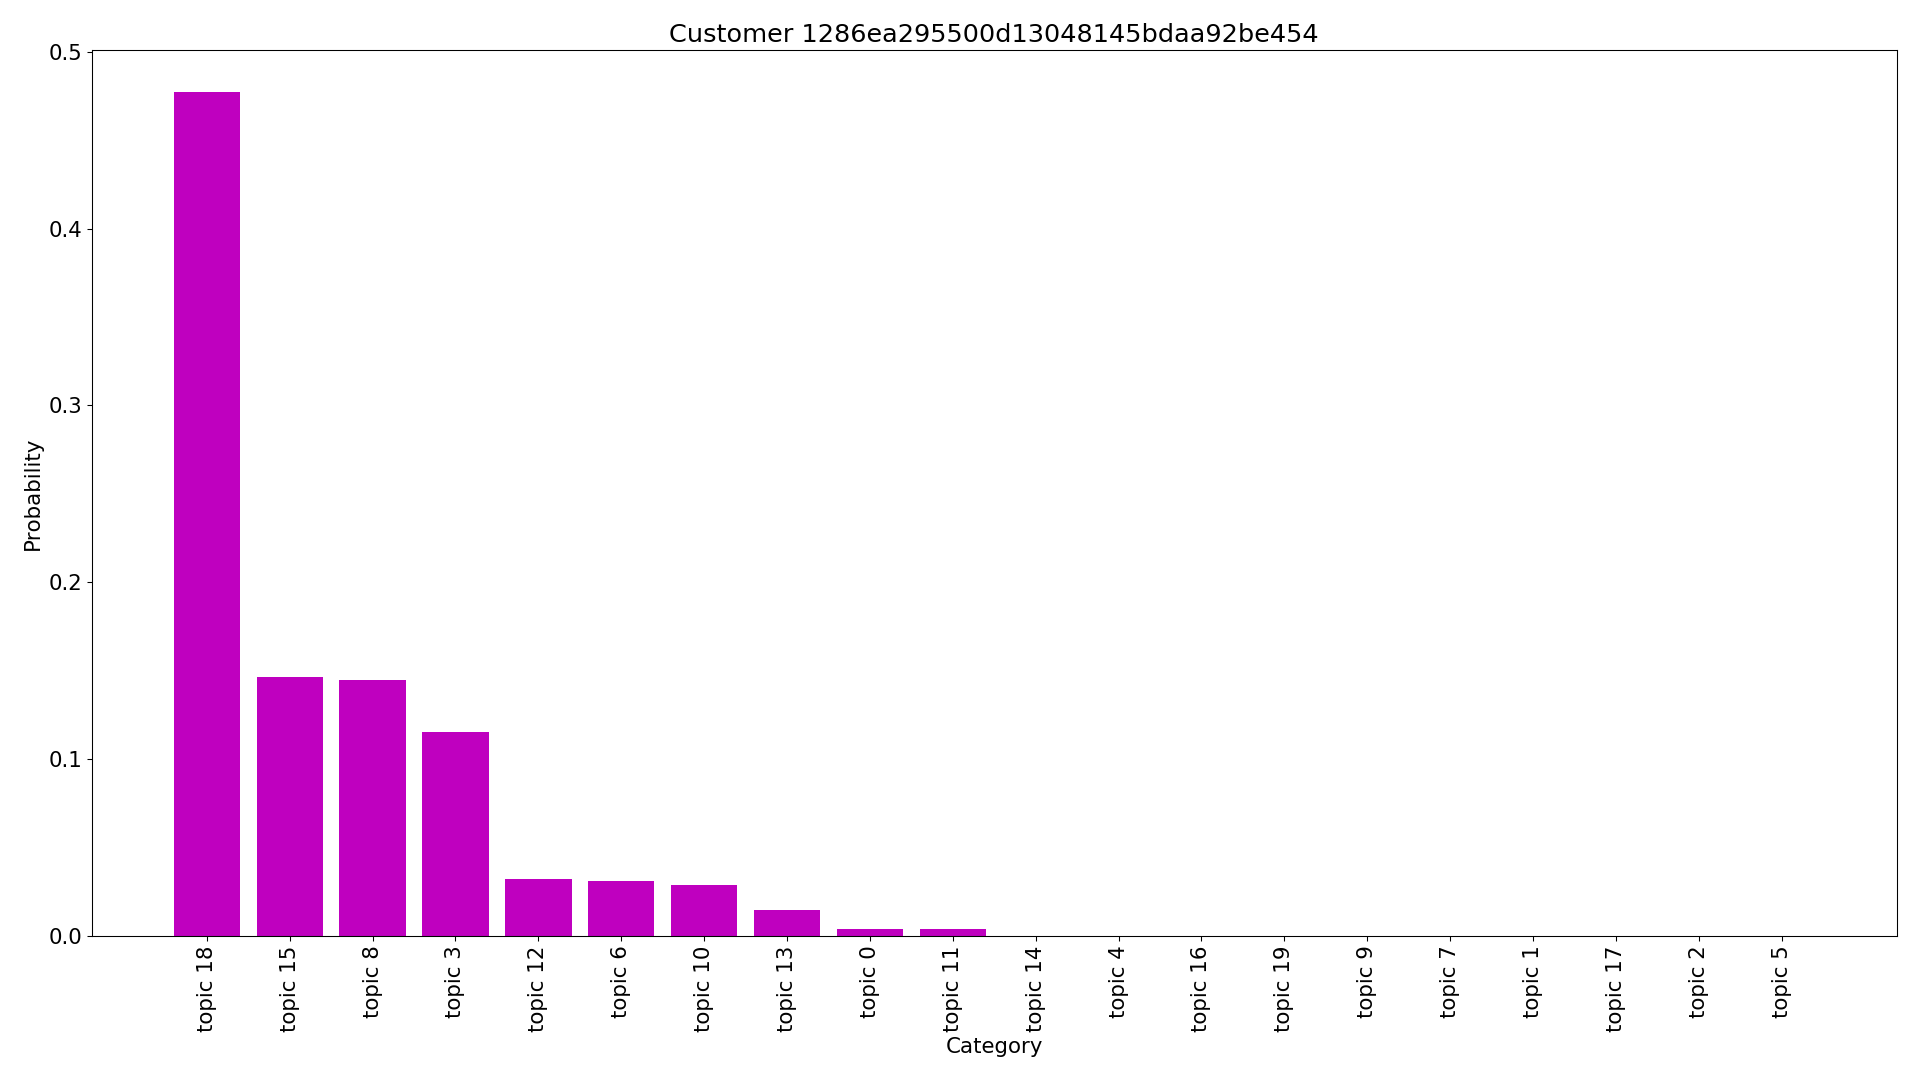 Customer 1286ea295500d13048145bdaa92be454
0.5
0.4
0.3
0.2
0.1
0.0
Probability
topic 18
topic 15
topic 8
topic 3
topic 12
topic 6
topic 10
topic 13
topic 0
topic 11
topic 14
topic 4
topic 16
topic 19
topic 9
topic 7
topic 1
topic 17
topic 2
topic 5
Category